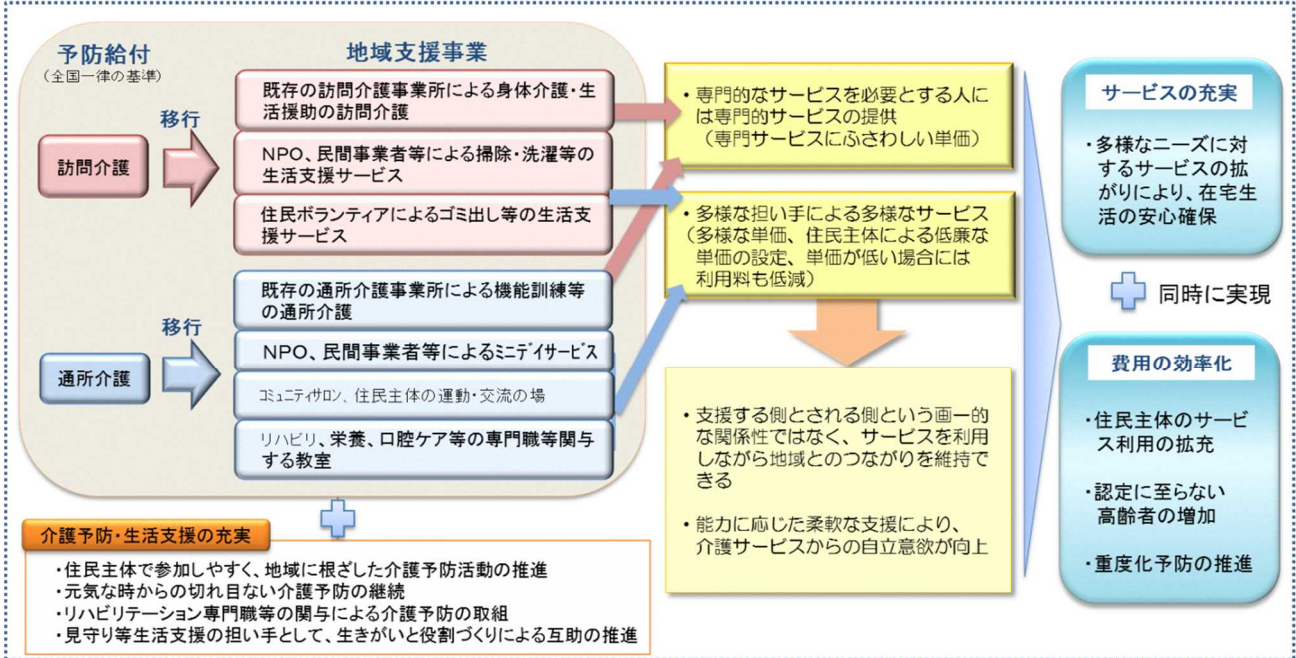 予防給付
（全国一律の基準）
地域支援事業
移行
訪問介護
既存の訪問介護事業所による身体介護・生
活援助の訪問介護
NPO、民間事業者等による掃除・洗濯等の
生活支援サービス
住民ボランティアによるゴミ出し等の生活支
援サービス
移行
通所介護
既存の通所介護事業所による機能訓練等
の通所介護
NPO、民間事業者等によるミニデイサービス
コミュニティサロン、住民主体の運動・交流の場
リハビリ、栄養、口腔ケア等の専門職等関与
する教室
介護予防・生活支援の充実
・住民主体で参加しやすく、地域に根ざした介護予防活動の推進
・元気な時からの切れ目ない介護予防の継続
・リハビリテーション専門職等の関与による介護予防の取組
・見守り等生活支援の担い手として、生きがいと役割づくりによる互助の推進
・専門的なサービスを必要とする人に
は専門的サービスの提供
（専門サービスにふさわしい単価）
・多様な担い手による多様なサービス
（多様な単価、住民主体による低廉な
単価の設定、単価が低い場合には
利用料も低減）
・支援する側とされる側という画一的
な関係性ではなく、サービスを利用
しながら地域とのつながりを維持で
きる
・能力に応じた柔軟な支援により、
介護サービスからの自立意欲が向上
サービスの充実
・多様なニーズに対
するサービスの拡
がりにより、在宅生
活の安心確保
同時に実現
費用の効率化
・住民主体のサービ
ス利用の拡充
・認定に至らない
高齢者の増加
・重度化予防の推進